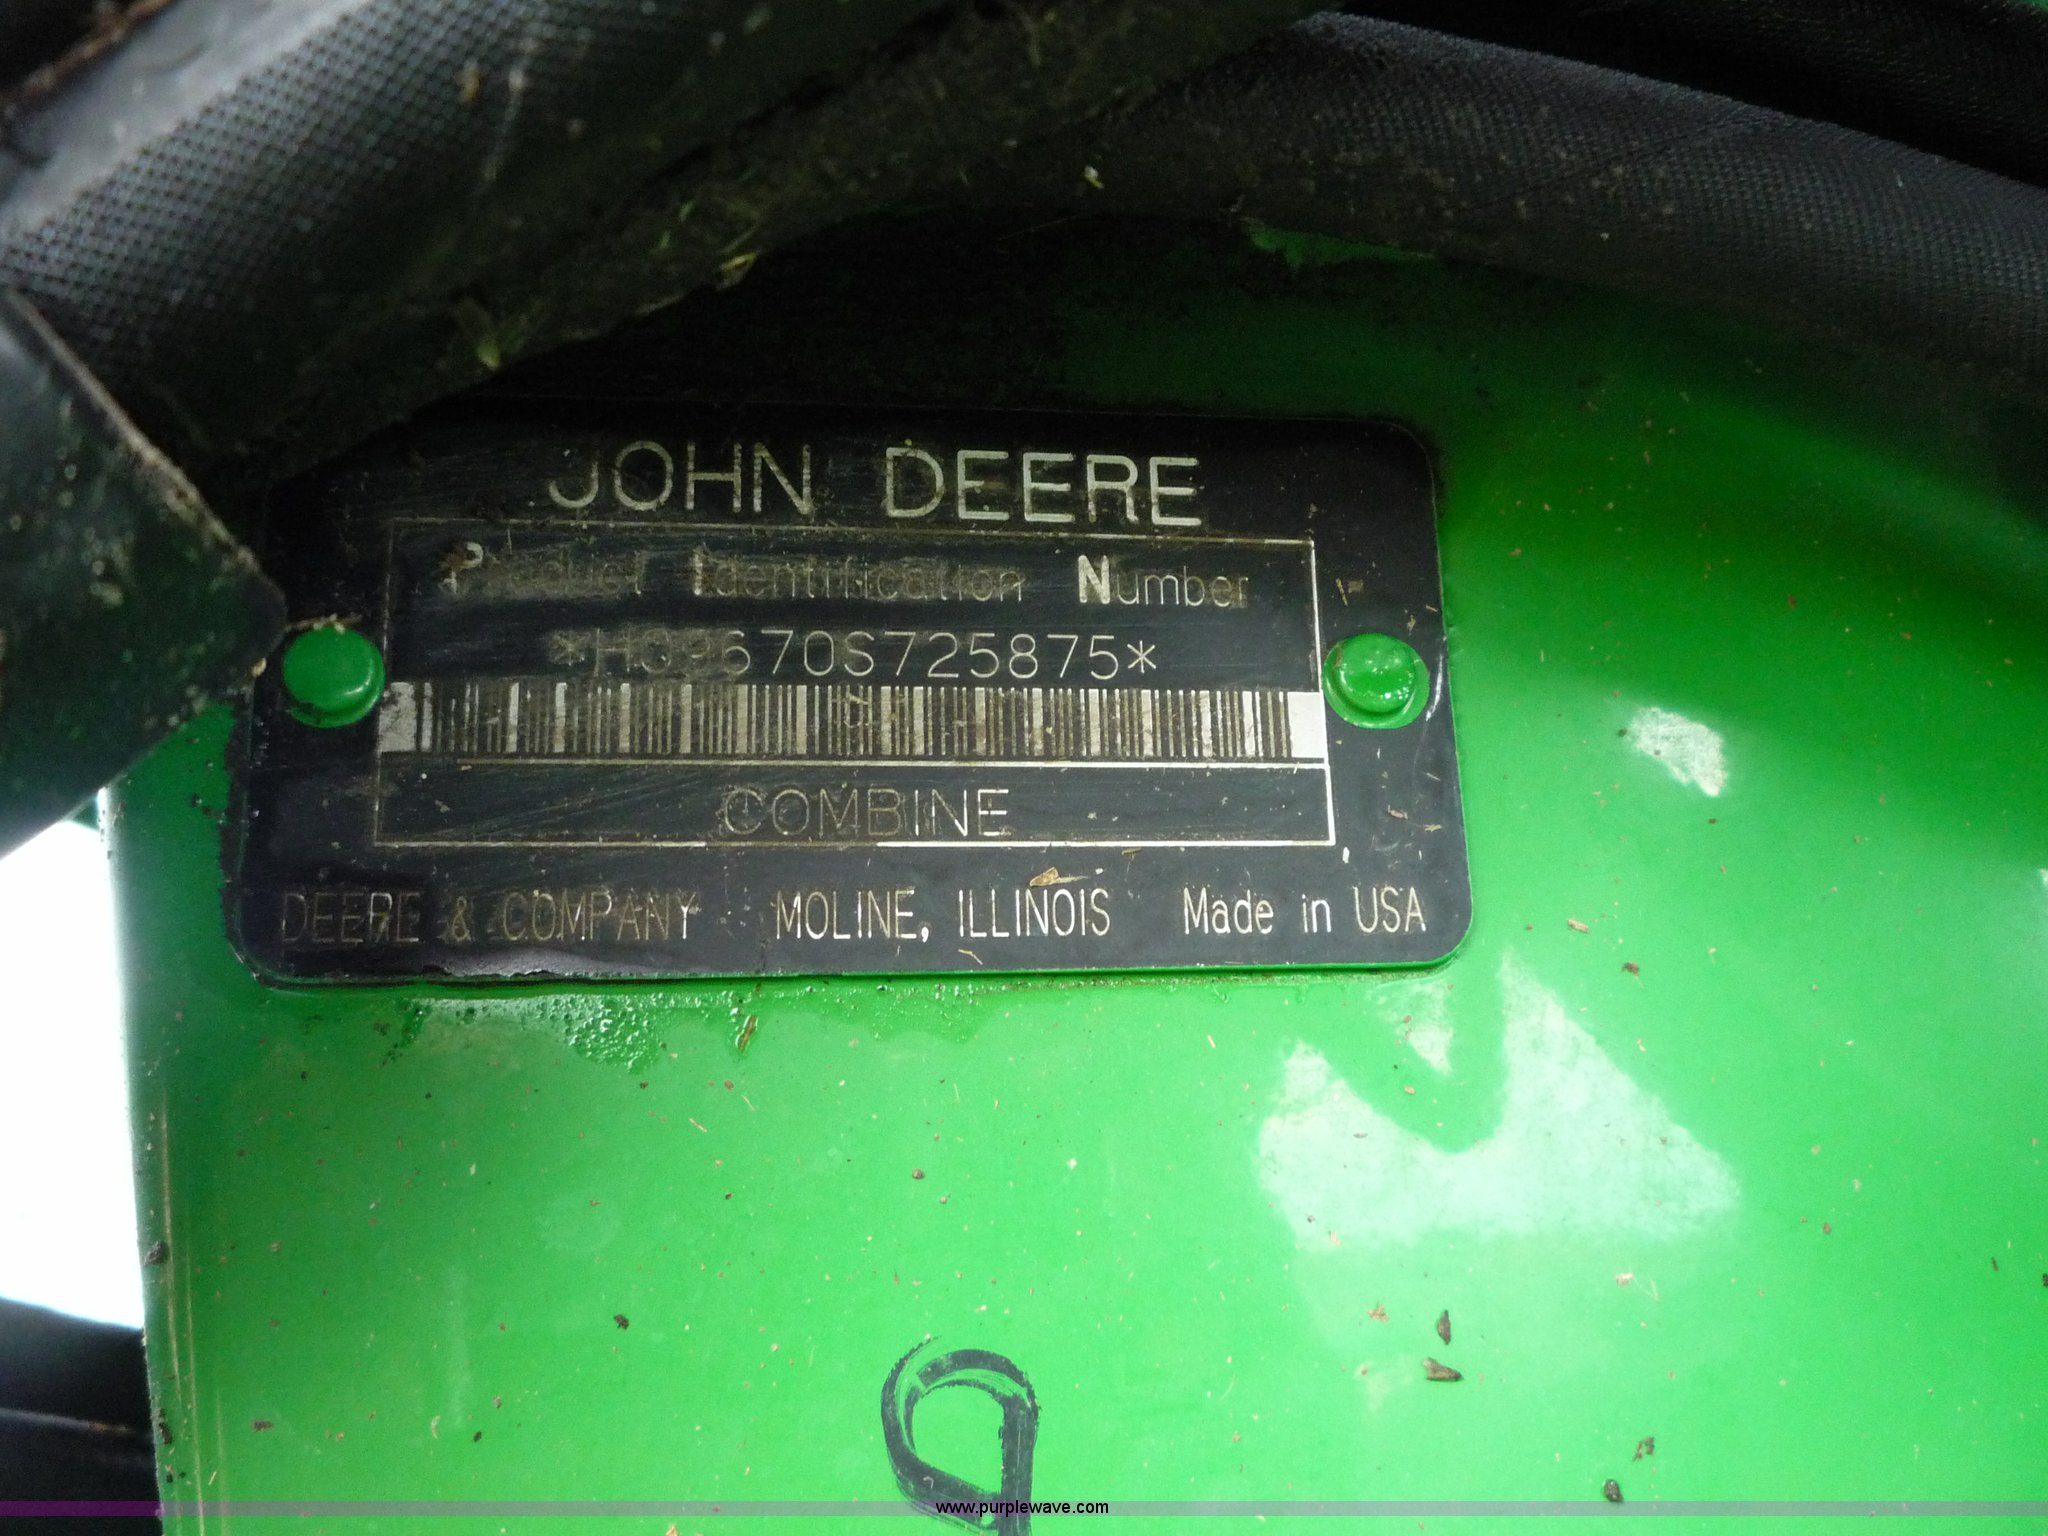 JOHN DEERE
Product Identification Number
*H09670S725875*
COMBINE
DEERE & COMPANY MOLINE, ILLINOIS Made in USA
www.purplewave.com